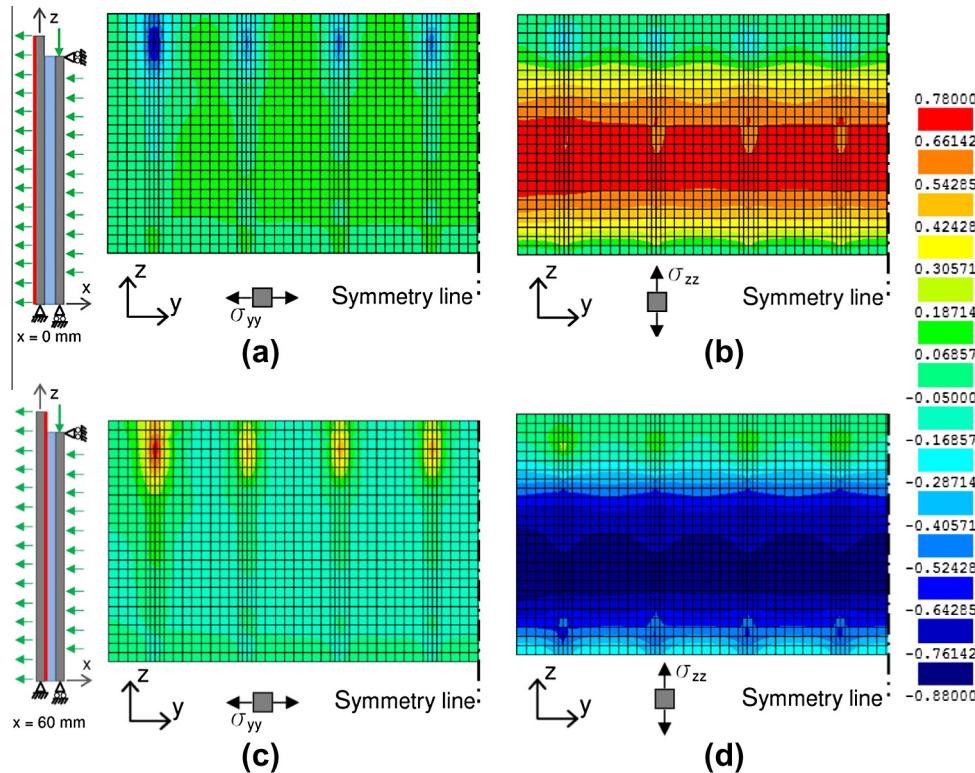 z
x
x = 0 mm
z
y
σyy
Symmetry line
(a)
z
y
σzz
Symmetry line
(b)
z
x
x = 60 mm
z
y
σyy
Symmetry line
(c)
z
y
σzz
Symmetry line
(d)
0.78000
0.66142
0.54285
0.42428
0.30571
0.18714
0.06857
-0.05000
-0.16857
-0.28714
-0.40571
-0.52428
-0.64285
-0.76142
-0.88000